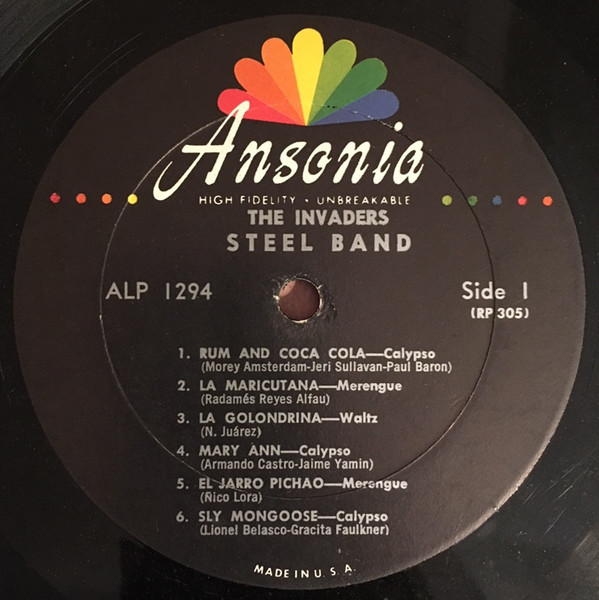 Ansonia
HIGH FIDELITY • UNBREAKABLE
THE INVADERS
STEEL BAND
ALP 1294
Side 1
(RP 305)
1. RUM AND COCA COLA—Calypso
(Morey Amsterdam-Jeri Sullavan-Paul Baron)
2. LA MARICUTANA—Merengue
(Radamés Reyes Alfau)
3. LA GOLONDRINA—Waltz
(N. Juárez)
4. MARY ANN—Calypso
(Armando Castro-Jaime Yamin)
5. EL JARRO PICHAO—Merengue
(Ñico Lora)
6. SLY MONGOOSE—Calypso
(Lionel Belasco-Gracita Faulkner)
MADE IN U. S. A.